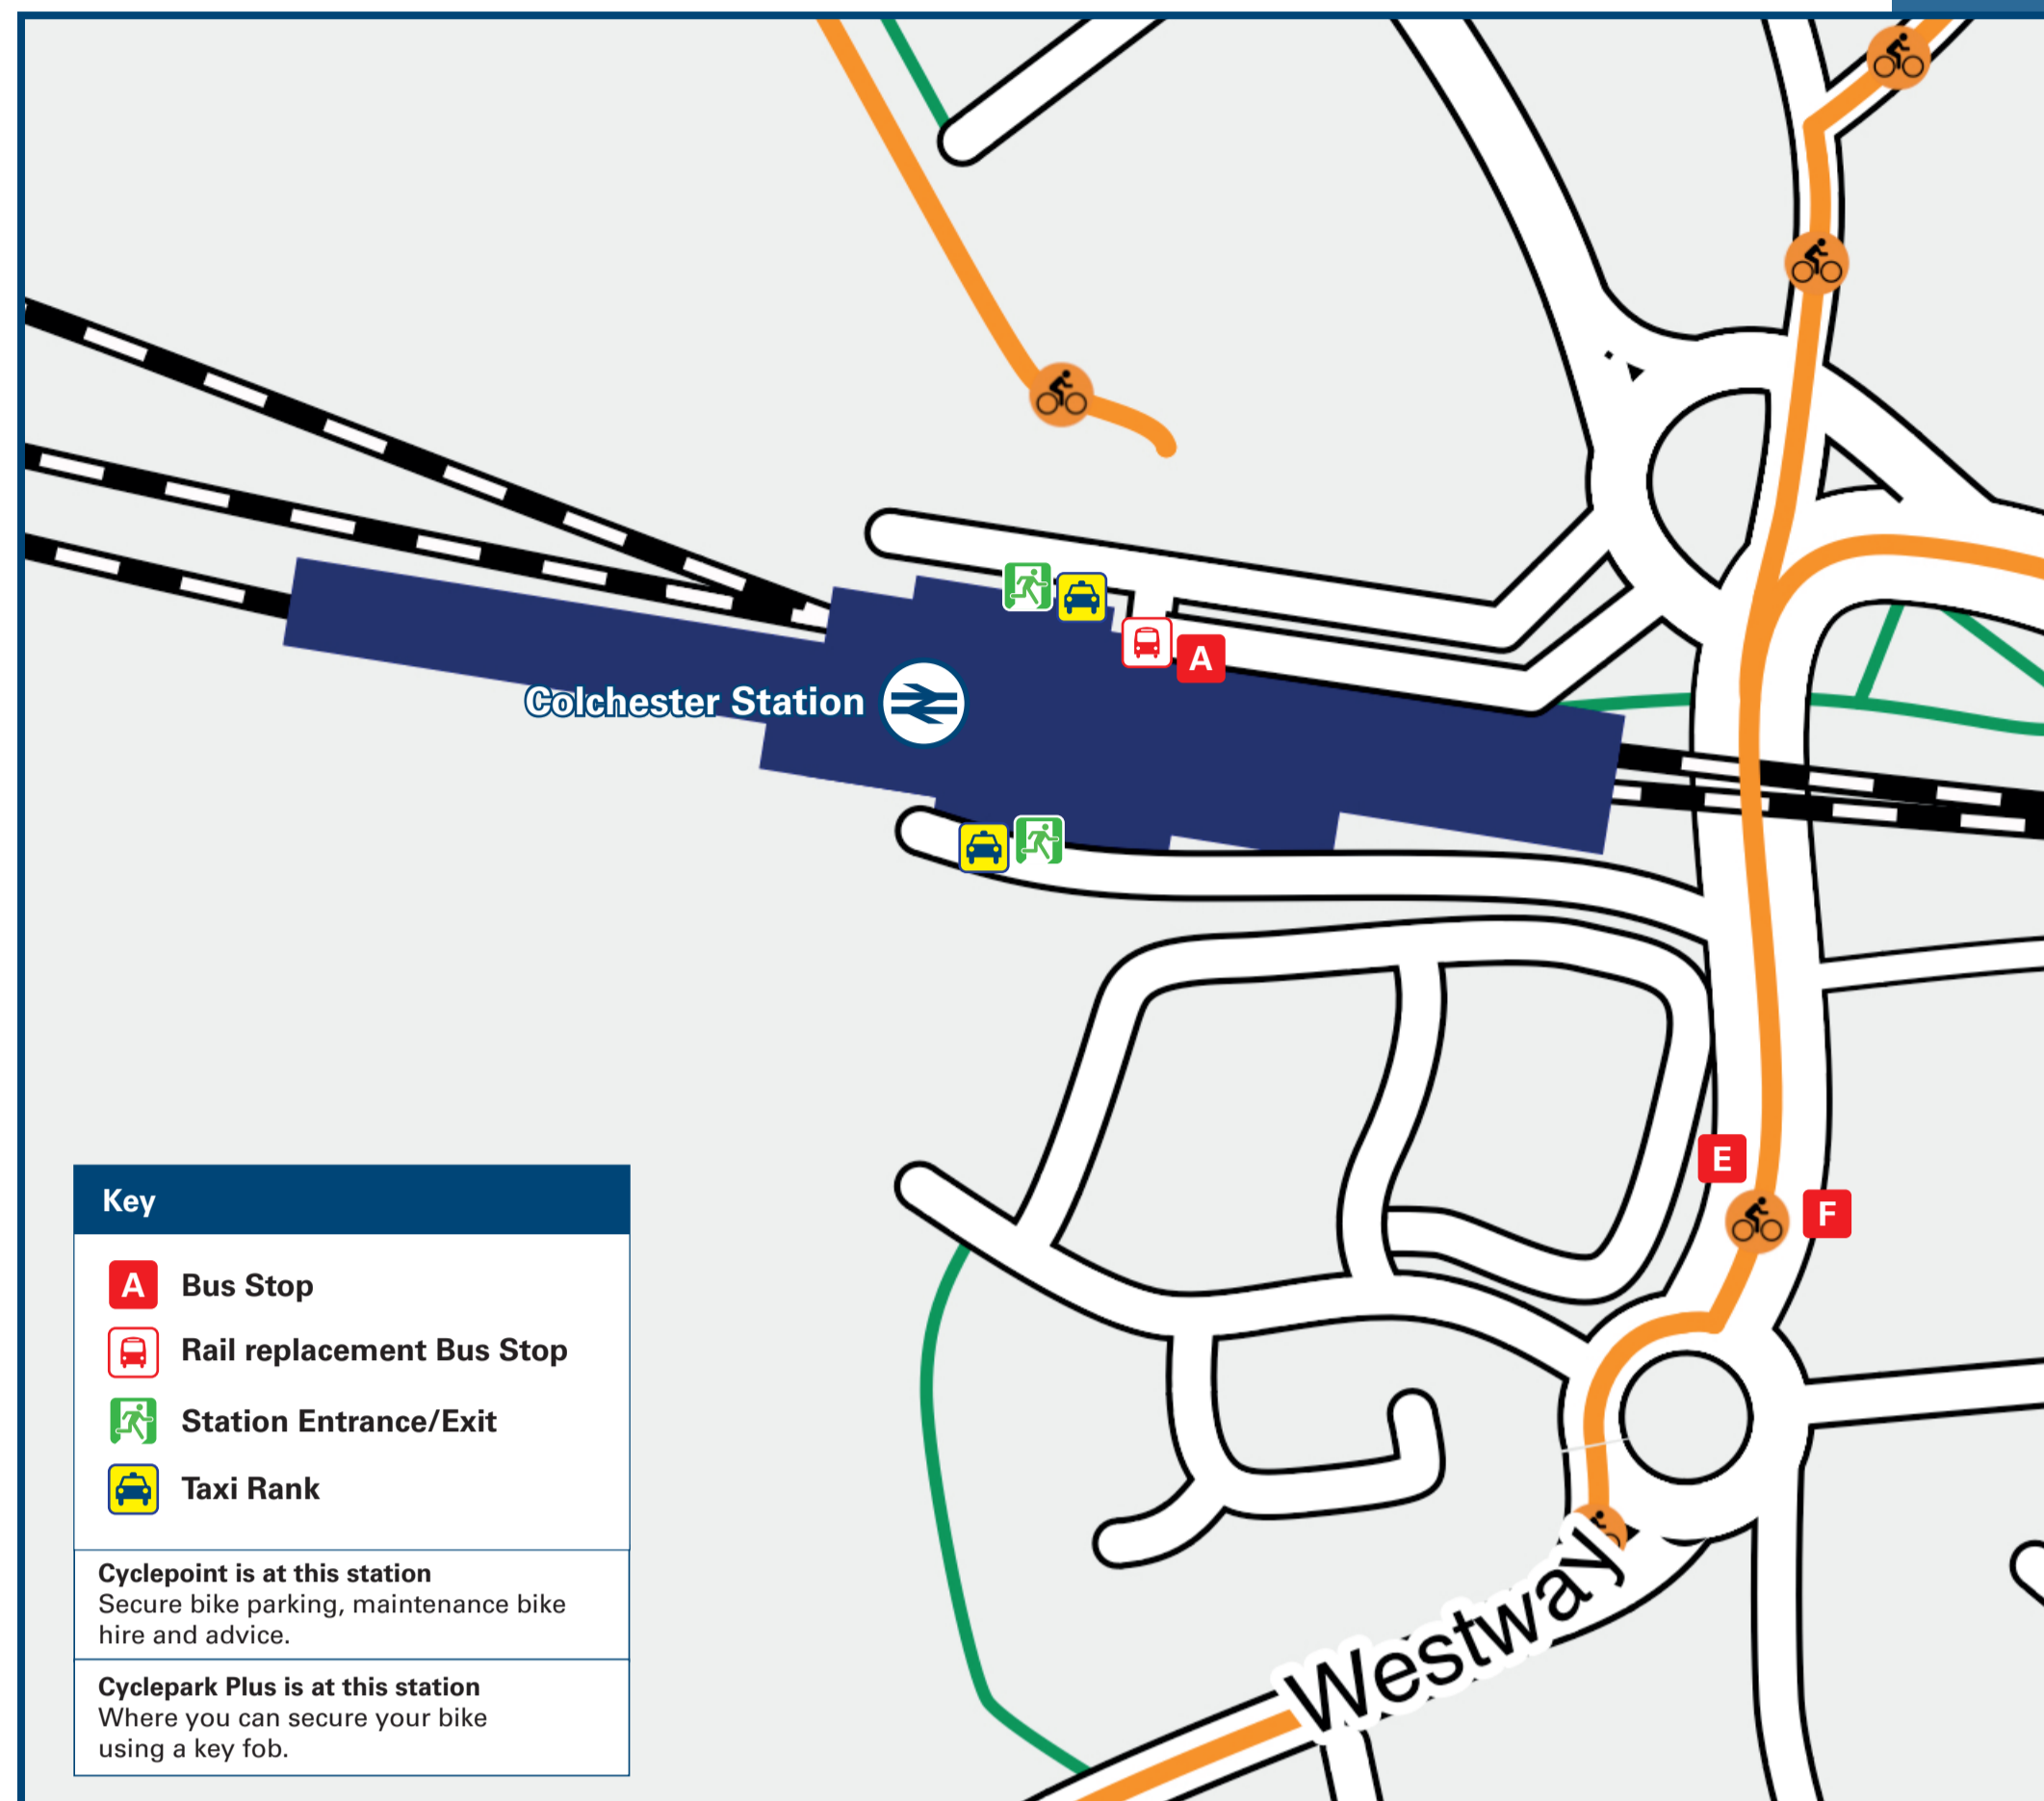 Colchester Station
A
E
F
Westway
Key
A Bus Stop
Rail replacement Bus Stop
Station Entrance/Exit
Taxi Rank
Cyclepoint is at this station
Secure bike parking, maintenance bike
hire and advice.
Cyclepark Plus is at this station
Where you can secure your bike
using a key fob.